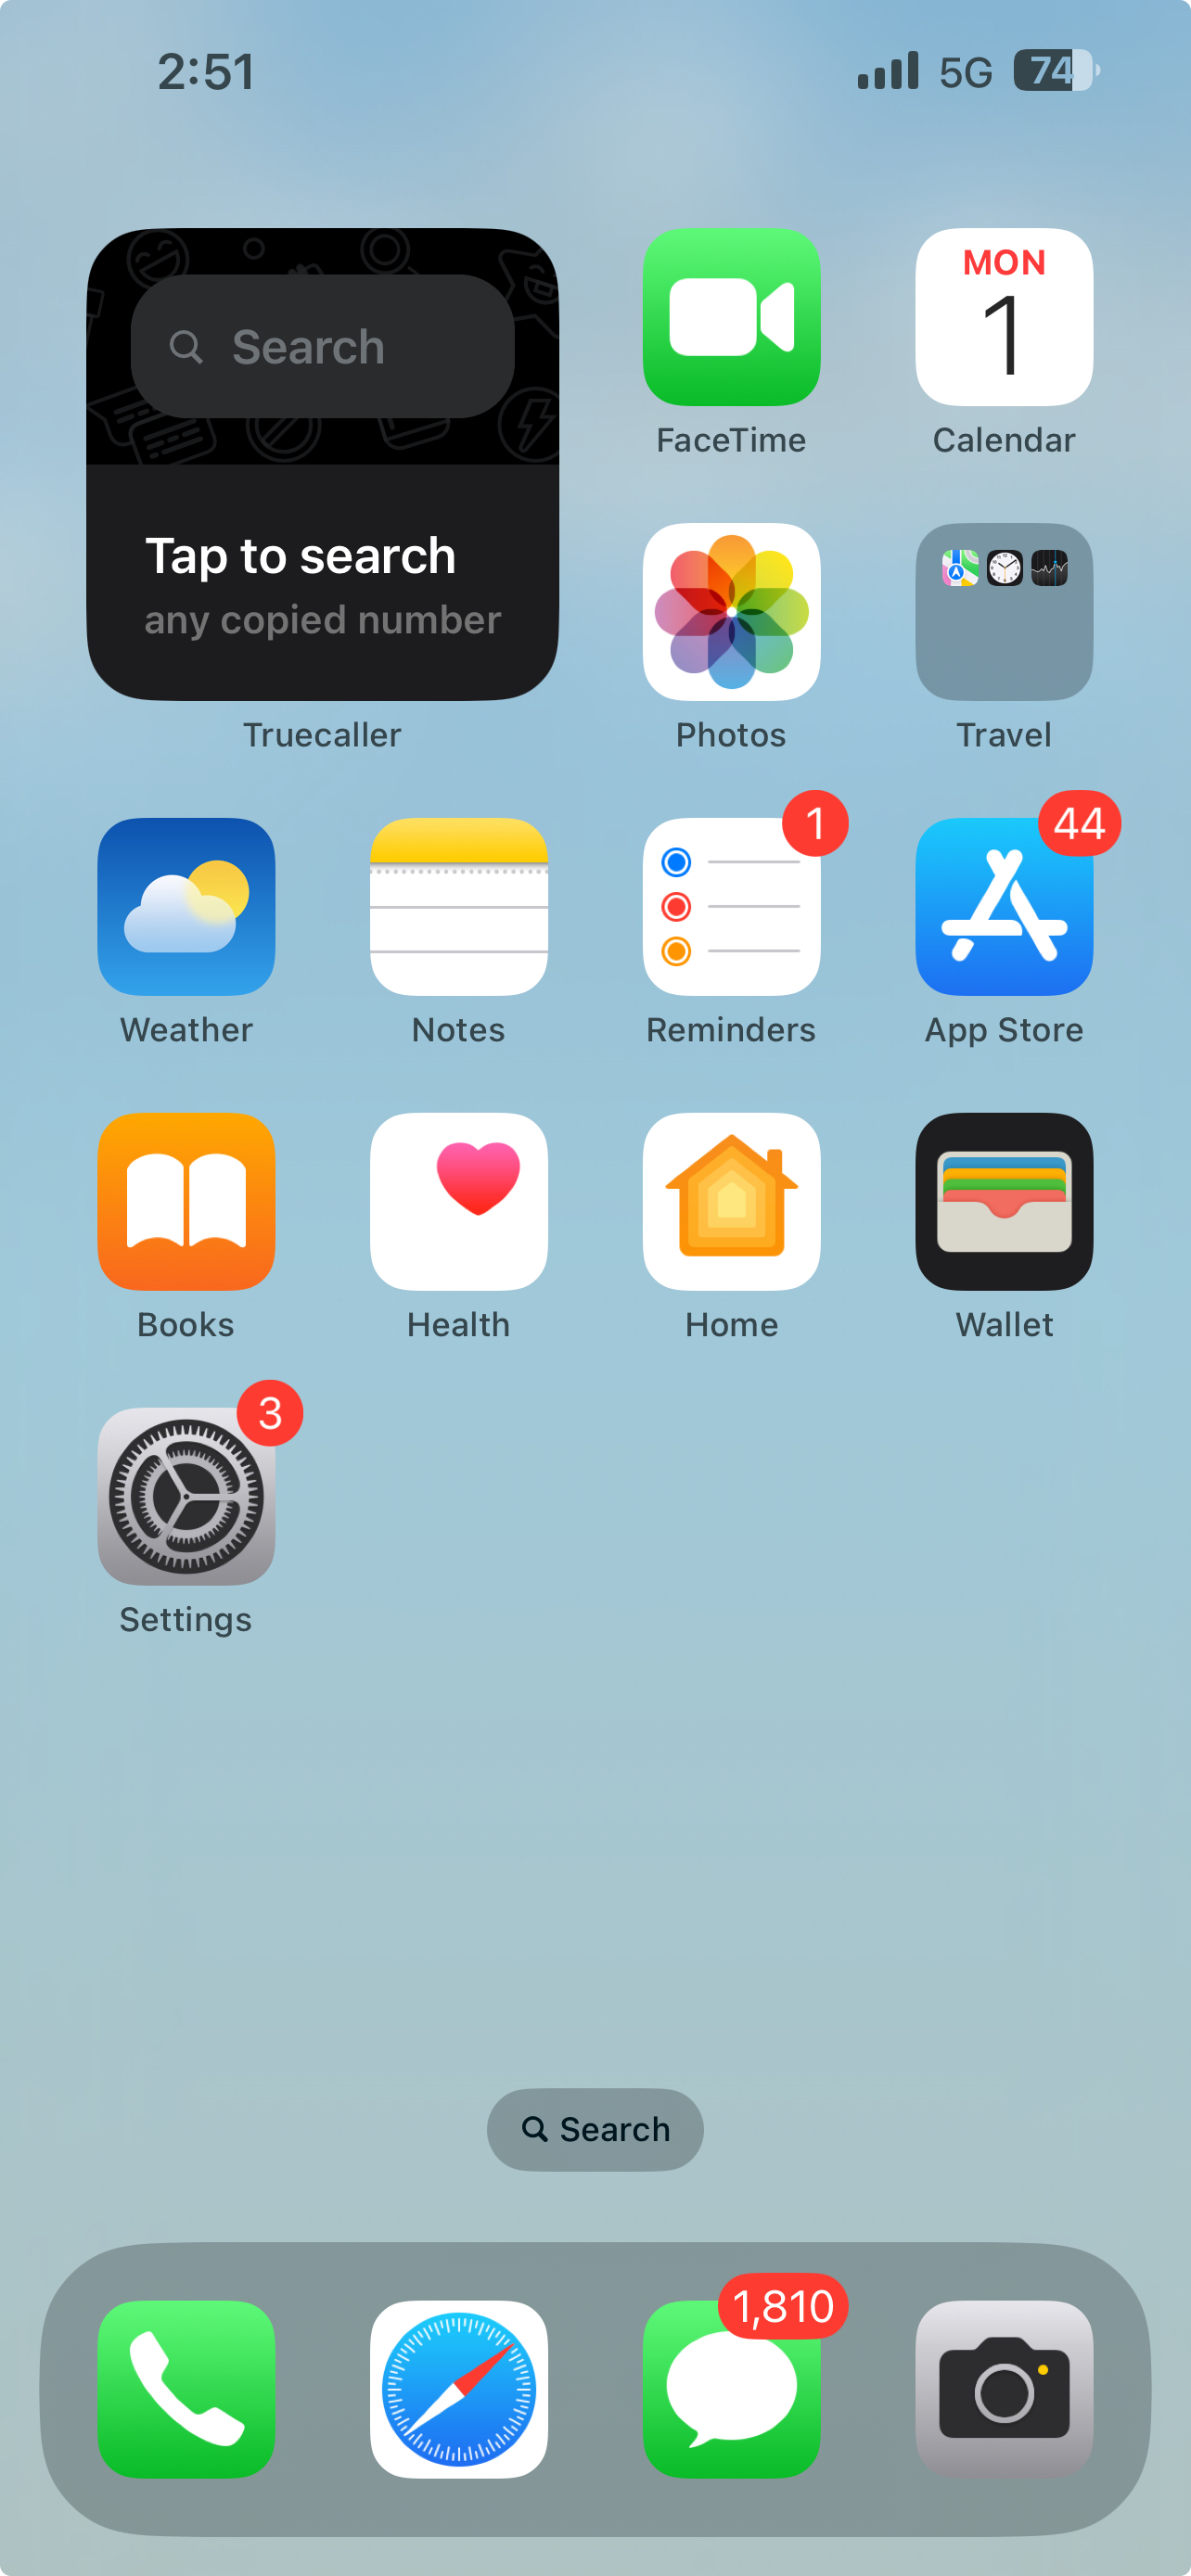 2:51
5G 74
Search
Tap to search
any copied number
Truecaller
FaceTime
MON
1
Calendar
Photos
Travel
Weather
Notes
1
Reminders
44
App Store
Books
Health
Home
Wallet
3
Settings
Search
1,810